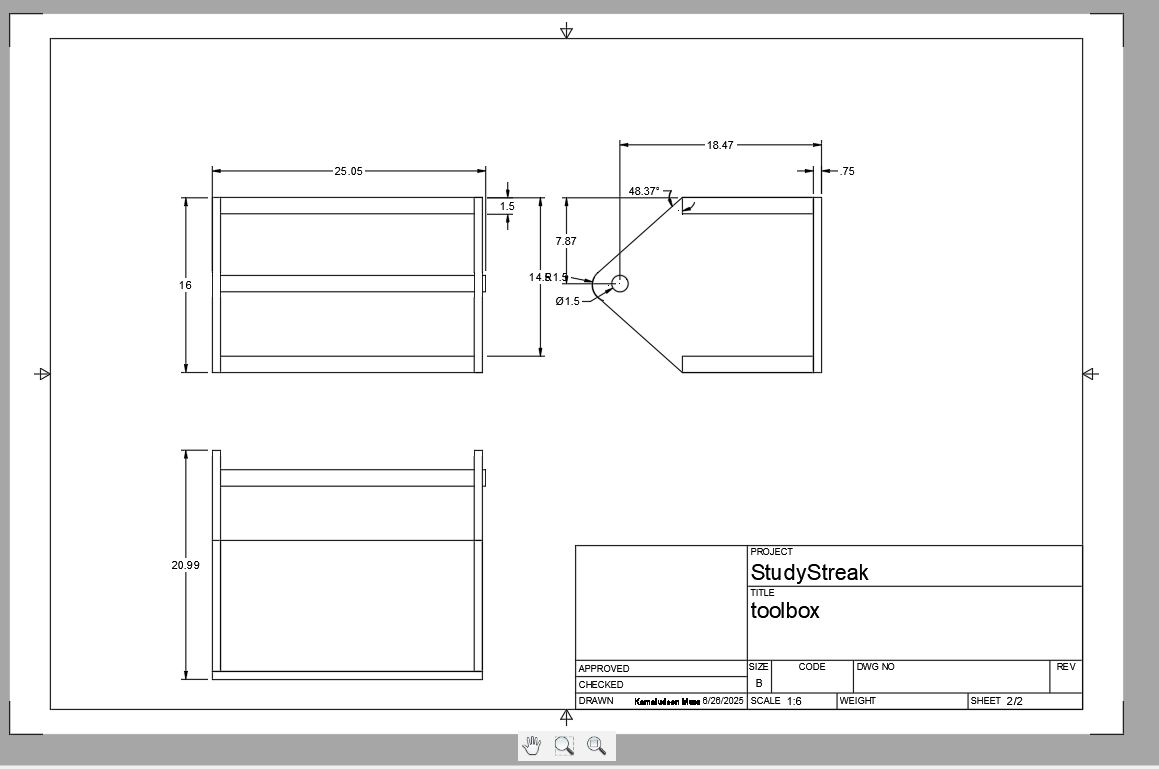 18.47
25.05
.75
48.37°
1.5
7.87
16
14.5
R1.5
Ø1.5
20.99
PROJECT
StudyStreak
TITLE
toolbox
APPROVED
SIZE CODE DWG NO REV
CHECKED
B
DRAWN 6/26/2025 SCALE 1:6 WEIGHT SHEET 2/2